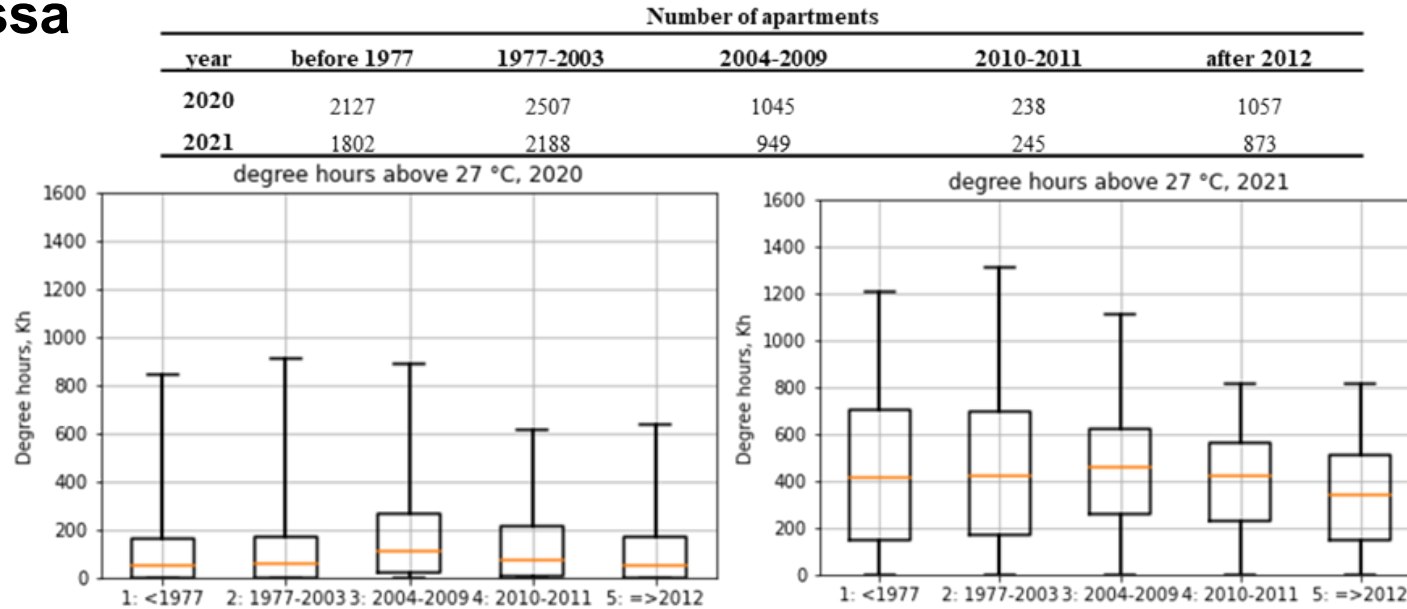 ssa
Number of apartments
year before 1977 1977-2003 2004-2009 2010-2011 after 2012
2020 2127 2507 1045 238 1057
2021 1802 2188 949 245 873
degree hours above 27 °C, 2020
1600
1400
1200
1000
800
600
400
200
0
Degree hours, Kh
1: <1977 2: 1977-2003 3: 2004-2009 4: 2010-2011 5: =>2012
degree hours above 27 °C, 2021
1600
1400
1200
1000
800
600
400
200
0
Degree hours, Kh
1: <1977 2: 1977-2003 3: 2004-2009 4: 2010-2011 5: =>2012